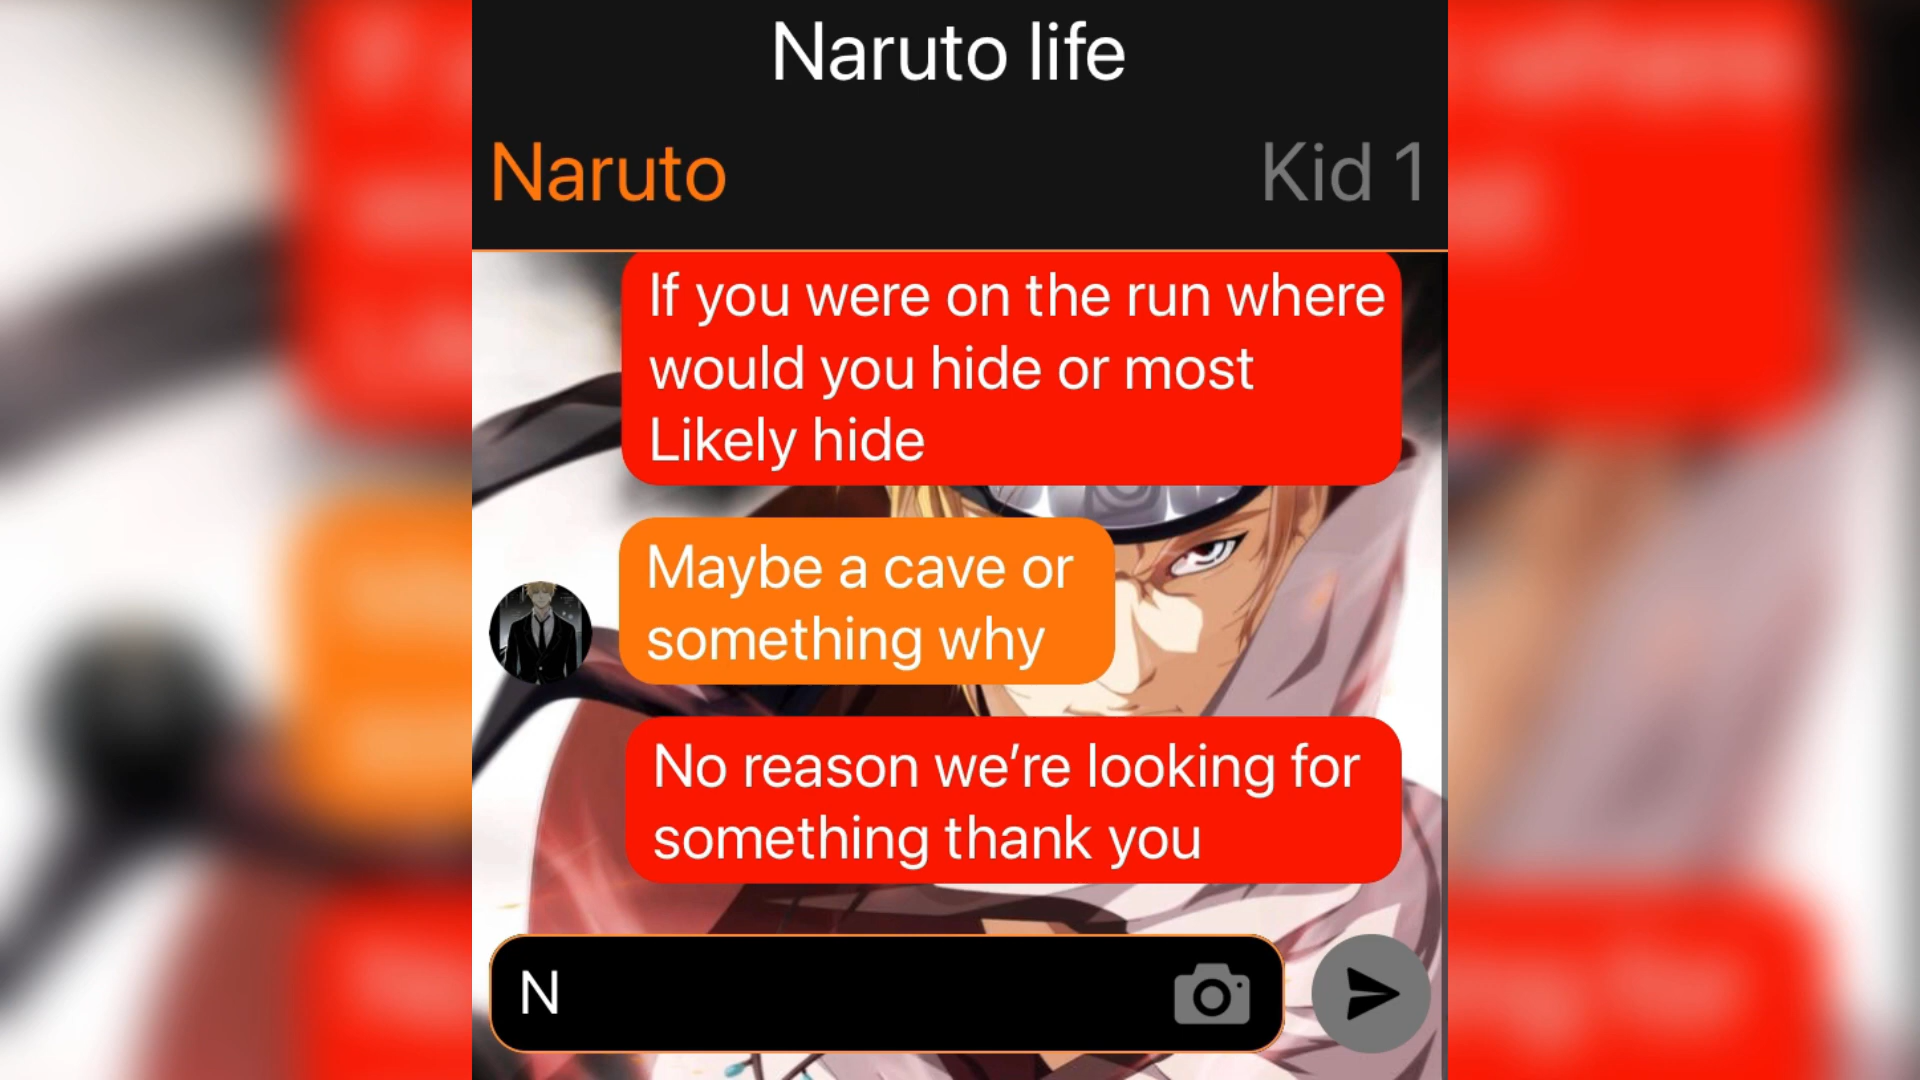 Naruto life
Naruto
Kid 1
If you were on the run where
would you hide or most
Likely hide
Maybe a cave or
something why
No reason we’re looking for
something thank you
N